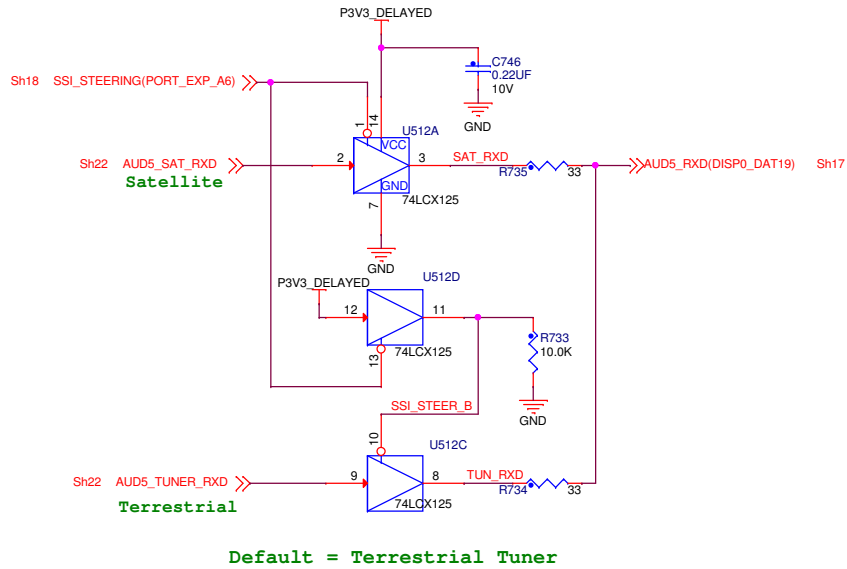 P3V3_DELAYED
C746
0.22UF
10V
GND
Sh18 SSI_STEERING(PORT_EXP_A6)
1
14
U512A
VCC
Sh22 AUD5_SAT_RXD
2
3
SAT_RXD
R735
33
AUD5_RXD(DISP0_DAT19) Sh17
Satellite
GND
7
74LCX125
GND
P3V3_DELAYED
U512D
12
11
13
74LCX125
R733
10.0K
GND
SSI_STEER_B
10
U512C
Sh22 AUD5_TUNER_RXD
9
8
TUN_RXD
R734
33
74LCX125
Terrestrial
Default = Terrestrial Tuner